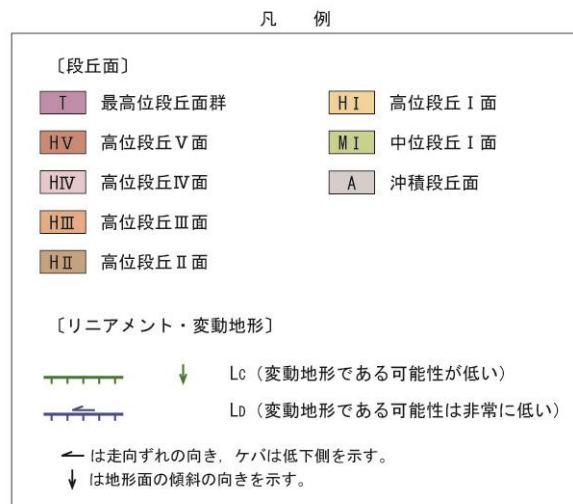 凡　例
〔段丘面〕
T 最高位段丘面群
HⅤ 高位段丘Ⅴ面
HⅣ 高位段丘Ⅳ面
HⅢ 高位段丘Ⅲ面
HⅡ 高位段丘Ⅱ面
HⅠ 高位段丘Ⅰ面
MⅠ 中位段丘Ⅰ面
A 沖積段丘面
〔リニアメント・変動地形〕
LC（変動地形である可能性が低い）
LD（変動地形である可能性は非常に低い）
は走向ずれの向き，ケバは低下側を示す。
は地形面の傾斜の向きを示す。